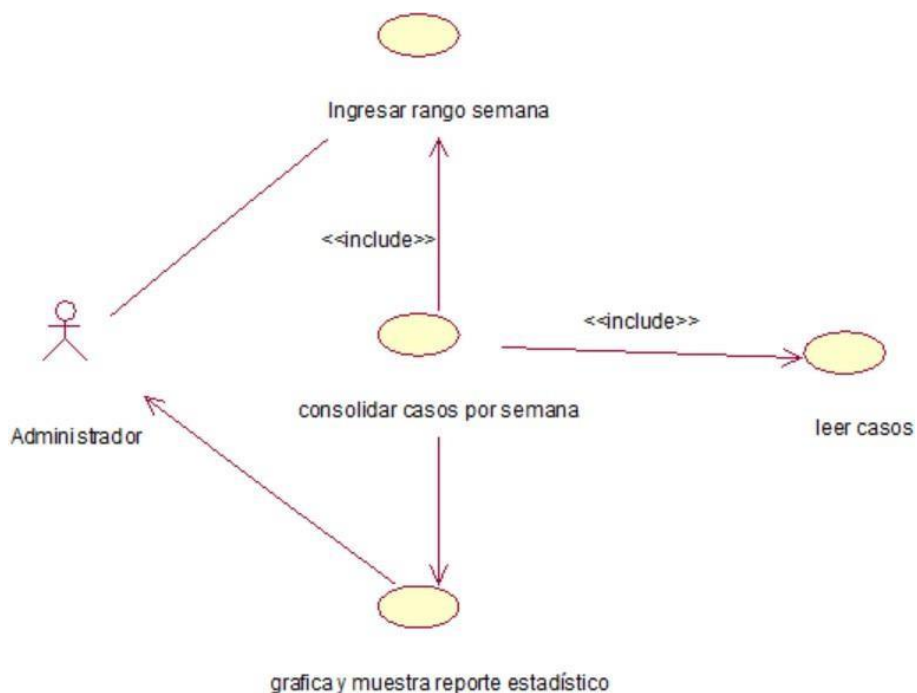 Ingresar rango semana
<<include>>
<<include>>
consolidar casos por semana
leer casos
Administrador
grafica y muestra reporte estadístico